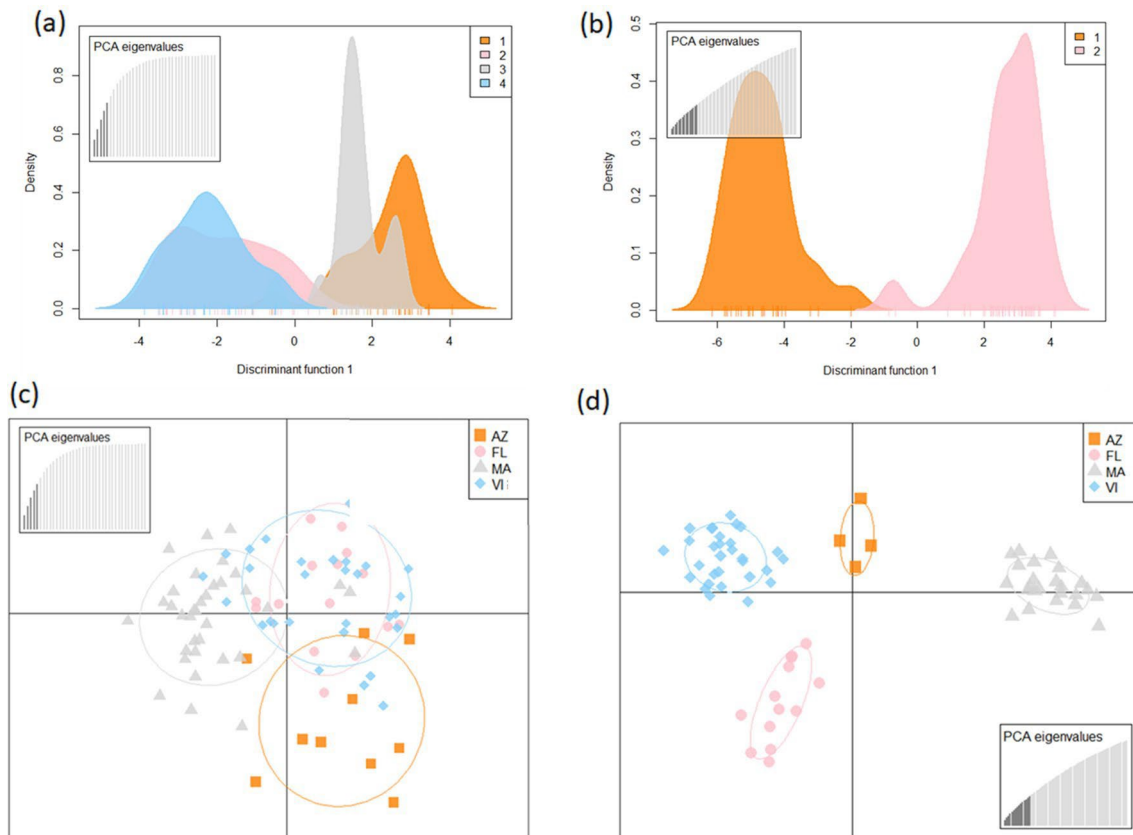 (a)
PCA eigenvalues
1
2
3
4
Density
0.0
0.2
0.4
0.6
0.8
-4
-2
0
2
4
Discriminant function 1
(b)
PCA eigenvalues
1
2
Density
0.0
0.1
0.2
0.3
0.4
0.5
-6
-4
-2
0
2
4
Discriminant function 1
(c)
PCA eigenvalues
AZ
FL
MA
VI
(d)
AZ
FL
MA
VI
PCA eigenvalues